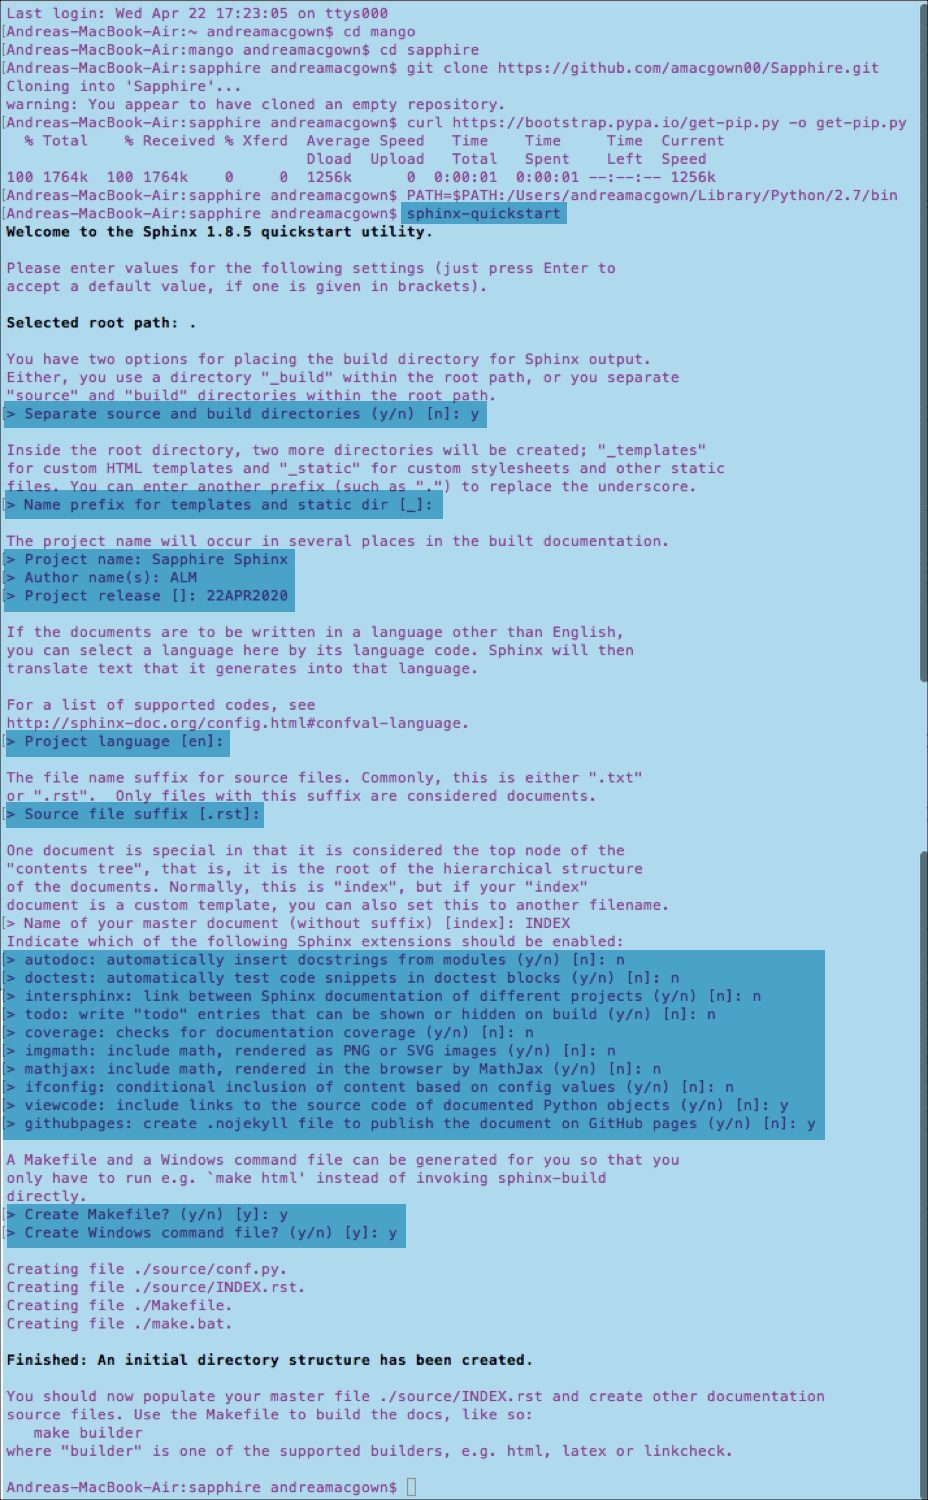 Last login: Wed Apr 22 17:23:05 on ttys000
[Andreas-MacBook-Air:~ andreamacgown$ cd mango
[Andreas-MacBook-Air:mango andreamacgown$ cd sapphire
[Andreas-MacBook-Air:sapphire andreamacgown$ git clone https://github.com/amacgown00/Sapphire.git
Cloning into 'Sapphire'...
warning: You appear to have cloned an empty repository.
[Andreas-MacBook-Air:sapphire andreamacgown$ curl https://bootstrap.pypa.io/get-pip.py -o get-pip.py
% Total % Received % Xferd Average Speed Time Time Time Current
Dload Upload Total Spent Left Speed
100 1764k 100 1764k 0 0 1256k 0 0:00:01 0:00:01 --:--:-- 1256k
[Andreas-MacBook-Air:sapphire andreamacgown$ PATH=$PATH:/Users/andreamacgown/Library/Python/2.7/bin
[Andreas-MacBook-Air:sapphire andreamacgown$ sphinx-quickstart
Welcome to the Sphinx 1.8.5 quickstart utility.
Please enter values for the following settings (just press Enter to
accept a default value, if one is given in brackets).
Selected root path: .
You have two options for placing the build directory for Sphinx output.
Either, you use a directory "_build" within the root path, or you separate
"source" and "build" directories within the root path.
[> Separate source and build directories (y/n) [n]: y
Inside the root directory, two more directories will be created; "_templates"
for custom HTML templates and "_static" for custom stylesheets and other static
files. You can enter another prefix (such as ".") to replace the underscore.
[> Name prefix for templates and static dir [_]:
The project name will occur in several places in the built documentation.
[> Project name: Sapphire Sphinx
[> Author name(s): ALM
[> Project release []: 22APR2020
If the documents are to be written in a language other than English,
you can select a language here by its language code. Sphinx will then
translate text that it generates into that language.
For a list of supported codes, see
http://sphinx-doc.org/config.html#confval-language.
[> Project language [en]:
The file name suffix for source files. Commonly, this is either ".txt"
or ".rst". Only files with this suffix are considered documents.
[> Source file suffix [.rst]:
One document is special in that it is considered the top node of the
"contents tree", that is, it is the root of the hierarchical structure
of the documents. Normally, this is "index", but if your "index"
document is a custom template, you can also set this to another filename.
[> Name of your master document (without suffix) [index]: INDEX
Indicate which of the following Sphinx extensions should be enabled:
[> autodoc: automatically insert docstrings from modules (y/n) [n]: n
[> doctest: automatically test code snippets in doctest blocks (y/n) [n]: n
[> intersphinx: link between Sphinx documentation of different projects (y/n) [n]: n
[> todo: write "todo" entries that can be shown or hidden on build (y/n) [n]: n
[> coverage: checks for documentation coverage (y/n) [n]: n
[> imgmath: include math, rendered as PNG or SVG images (y/n) [n]: n
[> mathjax: include math, rendered in the browser by MathJax (y/n) [n]: n
[> ifconfig: conditional inclusion of content based on config values (y/n) [n]: n
[> viewcode: include links to the source code of documented Python objects (y/n) [n]: y
[> githubpages: create .nojekyll file to publish the document on GitHub pages (y/n) [n]: y
A Makefile and a Windows command file can be generated for you so that you
only have to run e.g. `make html' instead of invoking sphinx-build
directly.
[> Create Makefile? (y/n) [y]: y
[> Create Windows command file? (y/n) [y]: y
Creating file ./source/conf.py.
Creating file ./source/INDEX.rst.
Creating file ./Makefile.
Creating file ./make.bat.
Finished: An initial directory structure has been created.
You should now populate your master file ./source/INDEX.rst and create other documentation
source files. Use the Makefile to build the docs, like so:
make builder
where "builder" is one of the supported builders, e.g. html, latex or linkcheck.
Andreas-MacBook-Air:sapphire andreamacgown$